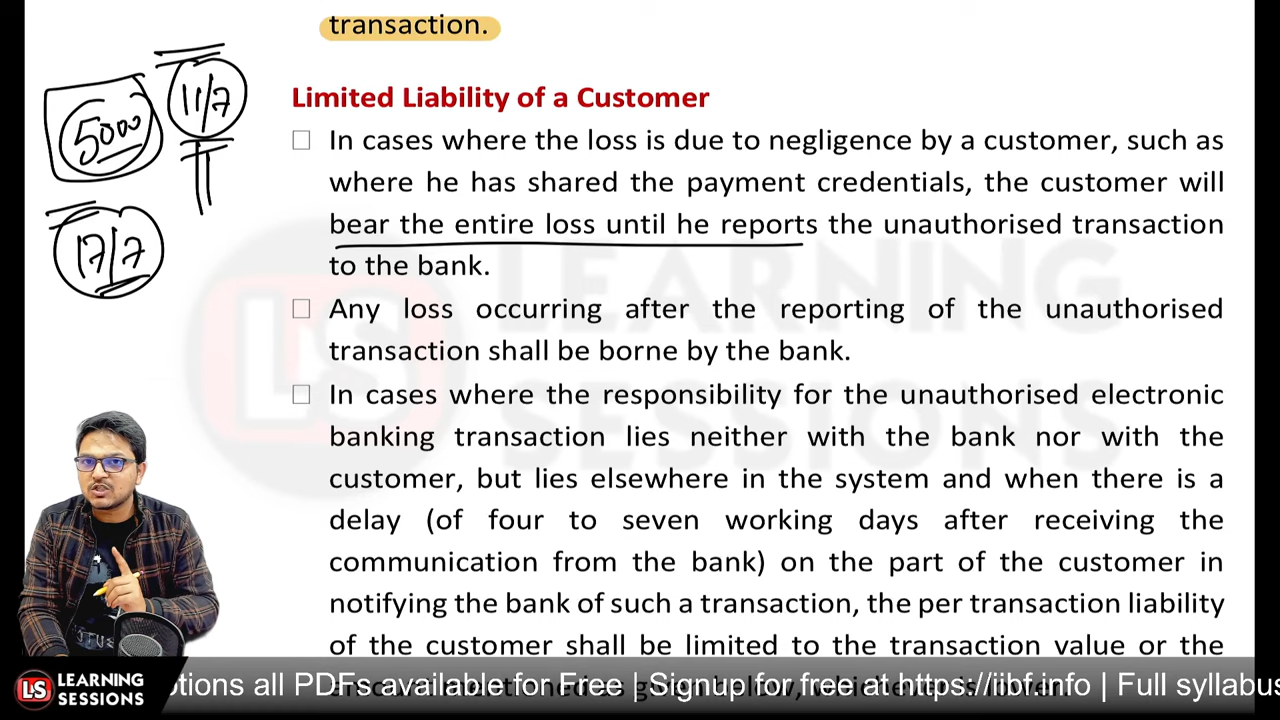 transaction.
11/7
5000
17/7
Limited Liability of a Customer
In cases where the loss is due to negligence by a customer, such as
where he has shared the payment credentials, the customer will
bear the entire loss until he reports the unauthorised transaction
to the bank.
Any loss occurring after the reporting of the unauthorised
transaction shall be borne by the bank.
In cases where the responsibility for the unauthorised electronic
banking transaction lies neither with the bank nor with the
customer, but lies elsewhere in the system and when there is a
delay (of four to seven working days after receiving the
communication from the bank) on the part of the customer in
notifying the bank of such a transaction, the per transaction liability
of the customer shall be limited to the transaction value or the
LS LEARNING
SESSIONS
LS LEARNING
SESSIONS
all PDFs available for Free | Signup for free at https://iibf.info | Full syllabus